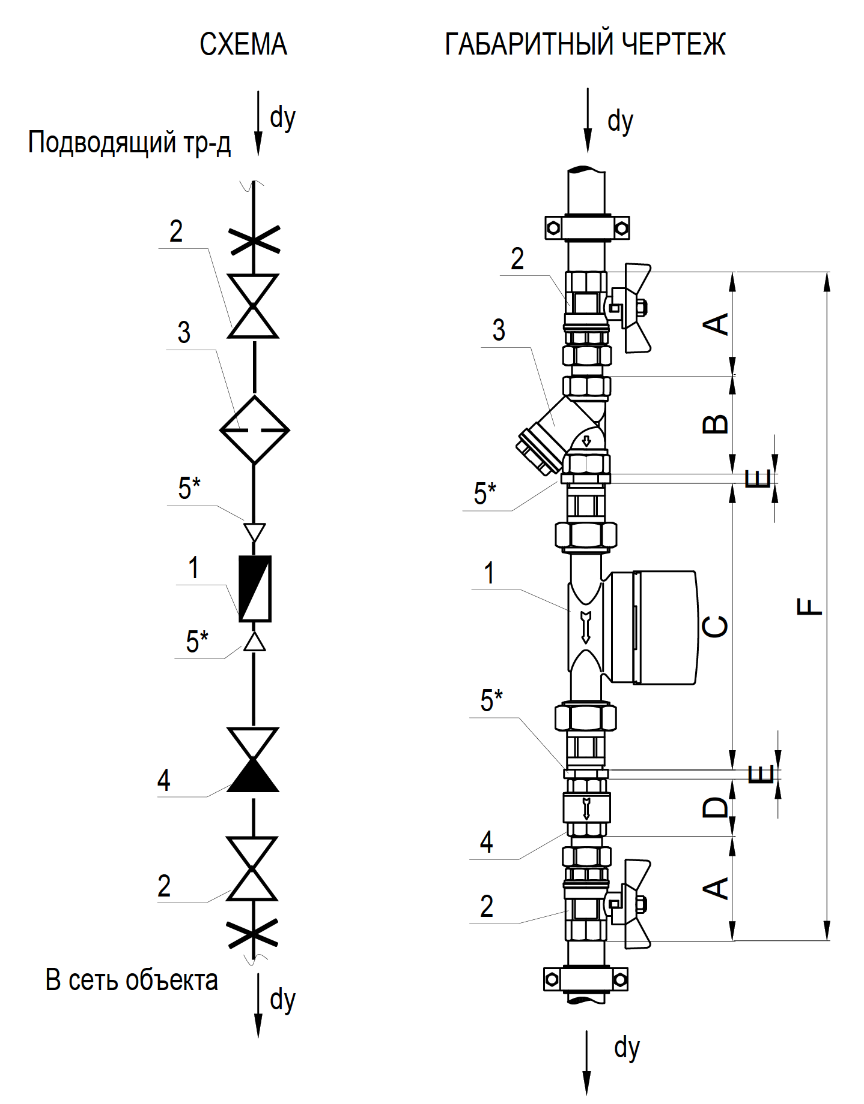 СХЕМА
ГАБАРИТНЫЙ ЧЕРТЕЖ
dy
Подводящий тр-д
2
3
5*
1
5*
4
2
В сеть объекта
dy
dy
2
3
5*
1
5*
4
2
dy
A
B
E
C
F
E
D
A